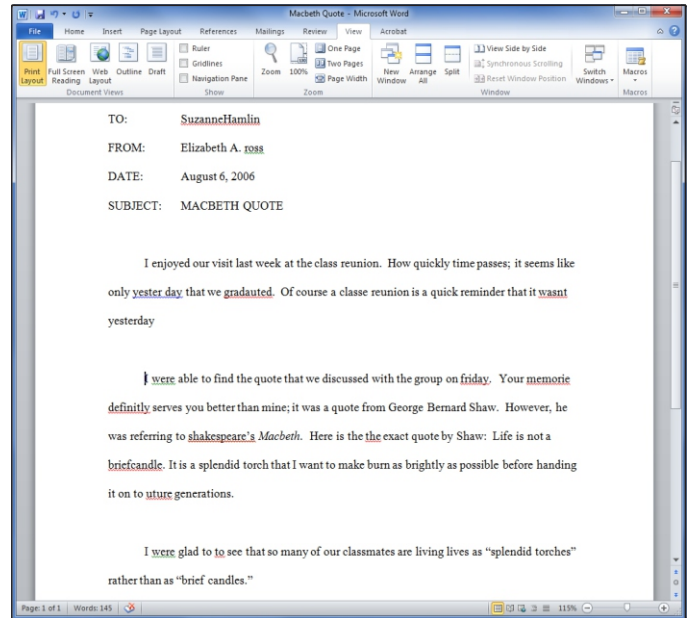 Macbeth Quote - Microsoft Word
File Home Insert Page Layout References Mailings Review View Acrobat
Print Layout Full Screen Reading Web Layout Outline Draft
Document Views
Ruler
Gridlines
Navigation Pane
Show
Zoom 100% One Page
Two Pages
Page Width
Zoom
New Window Arrange All Split
View Side by Side
Synchronous Scrolling
Reset Window Position
Window
Switch Windows
Macros
Macros
TO: SuzanneHamlin
FROM: Elizabeth A. ross
DATE: August 6, 2006
SUBJECT: MACBETH QUOTE
I enjoyed our visit last week at the class reunion. How quickly time passes; it seems like
only yester day that we gradauted. Of course a classe reunion is a quick reminder that it wasnt
yesterday
I were able to find the quote that we discussed with the group on friday. Your memorie
definitly serves you better than mine; it was a quote from George Bernard Shaw. However, he
was referring to shakespeare's Macbeth. Here is the the exact quote by Shaw: Life is not a
briefcandle. It is a splendid torch that I want to make burn as brightly as possible before handing
it on to uture generations.
I were glad to to see that so many of our classmates are living lives as “splendid torches”
rather than as “brief candles.”
Page: 1 of 1 Words: 145 115%